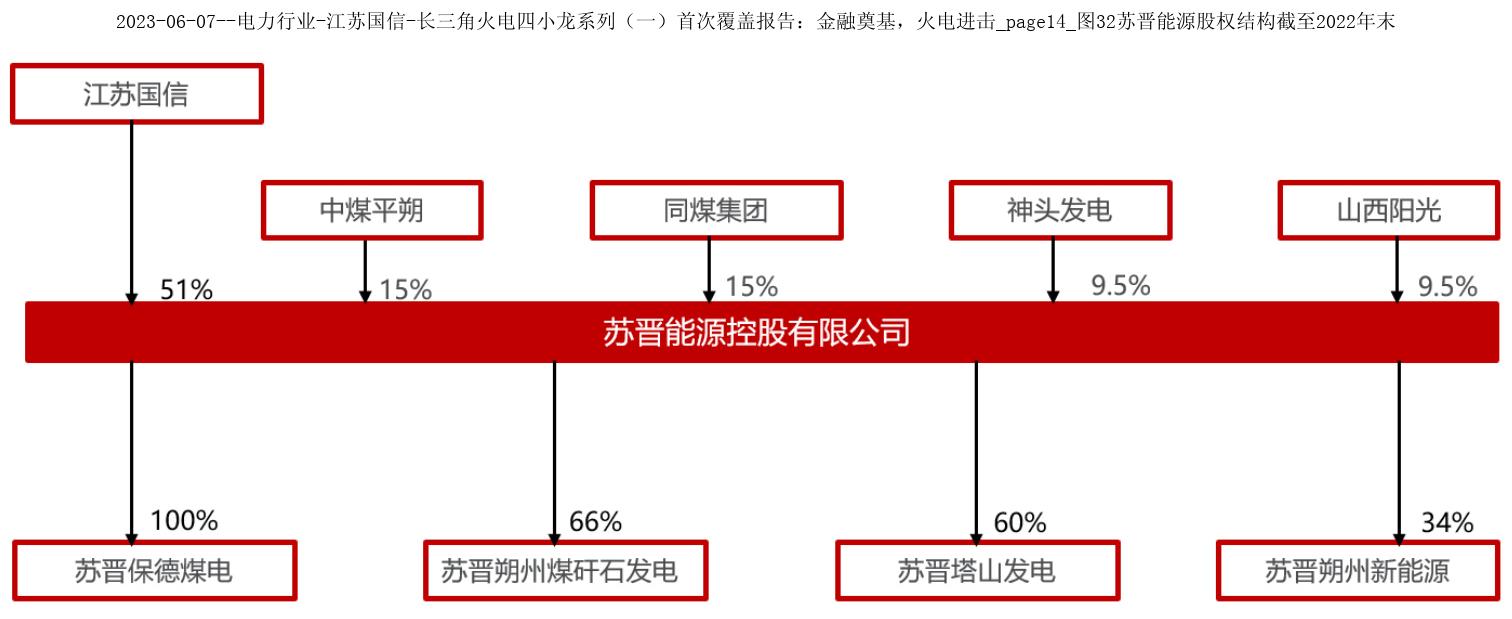 2023-06-07--电力行业-江苏国信-长三角火电四小龙系列（一）首次覆盖报告：金融奠基，火电进击_page14_图32苏晋能源股权结构截至2022年末
江苏国信
中煤平朔
同煤集团
神头发电
山西阳光
51%
15%
15%
9.5%
9.5%
苏晋能源控股有限公司
100%
66%
60%
34%
苏晋保德煤电
苏晋朔州煤矸石发电
苏晋塔山发电
苏晋朔州新能源